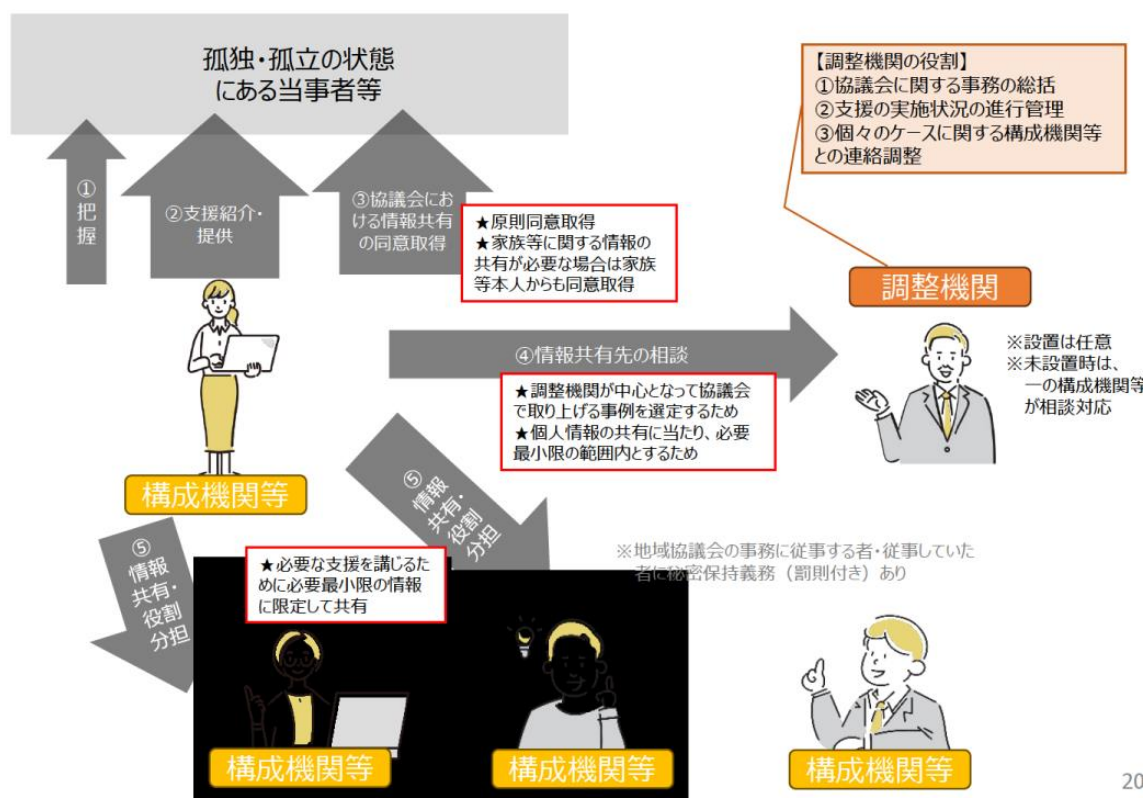 孤独・孤立の状態
にある当事者等
【調整機関の役割】
①協議会に関する事務の総括
②支援の実施状況の進行管理
③個々のケースに関する構成機関等
との連絡調整
①把握
②支援紹介・
提供
③協議会にお
ける情報共有
の同意取得
★原則同意取得
★家族等に関する情報の
共有が必要な場合は家族
等本人からも同意取得
調整機関
※設置は任意
※未設置時は、
一の構成機関等
が相談対応
④情報共有先の相談
★調整機関が中心となって協議会
で取り上げる事例を選定するため
★個人情報の共有に当たり、必要
最小限の範囲内とするため
構成機関等
⑤
情報
共有・
役割
分担
⑤
情報
共有・
役割
分担
★必要な支援を講じるた
めに必要最小限の情報
に限定して共有
※地域協議会の事務に従事する者・従事していた
者に秘密保持義務（罰則付き）あり
構成機関等
構成機関等
構成機関等
20